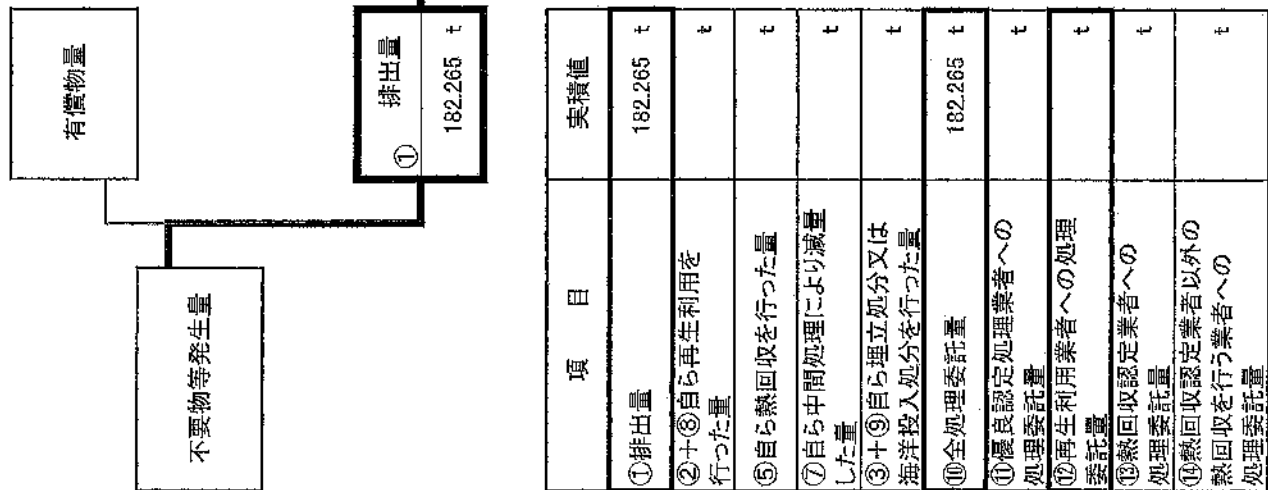 有償物量
不要物等発生量
① 排出量
182.265 t
項 目 実積値
①排出量 182.265 t
②+⑧自ら再生利用を
行った量 t
⑤自ら熱回収を行った量 t
⑦自ら中間処理により減量
した量 t
③+⑨自ら埋立処分又は
海洋投入処分を行った量 t
⑩全処理委託量 182.265 t
⑪優良認定処理業者への
処理委託量 t
⑫再生利用業者への処理
委託量 t
⑬熱回収認定業者への
処理委託量 t
⑭熱回収認定業者以外の
熱回収を行う業者への
処理委託量 t